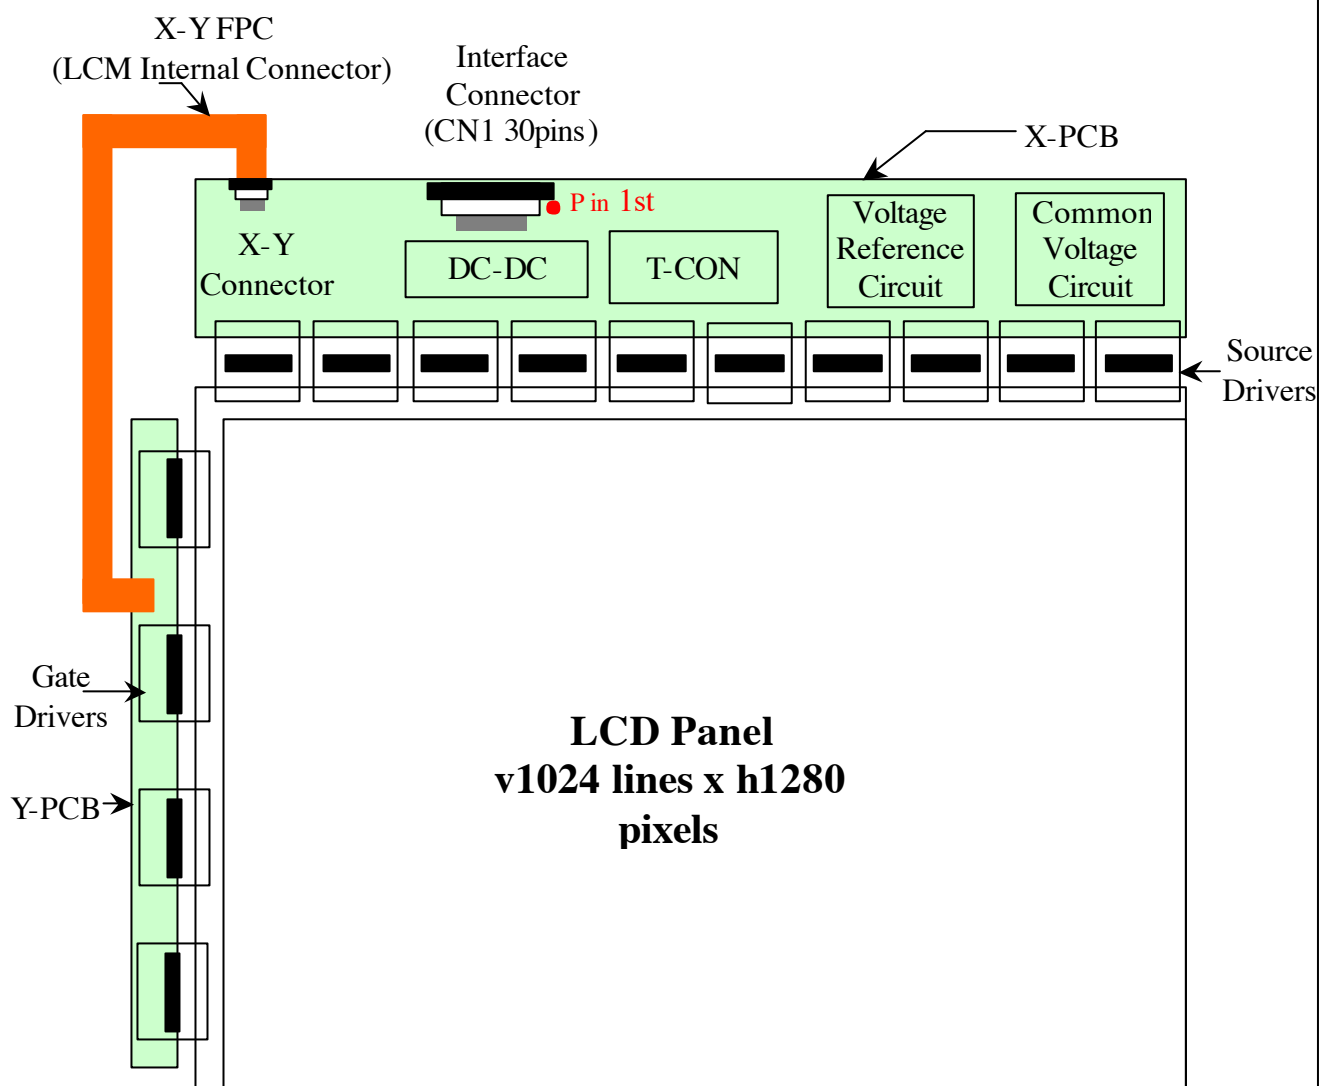 X-Y FPC
(LCM Internal Connector)
Interface
Connector
(CN1 30pins)
X-PCB
Pin 1st
X-Y
Connector
DC-DC
T-CON
Voltage
Reference
Circuit
Common
Voltage
Circuit
Source
Drivers
Gate
Drivers
Y-PCB
LCD Panel
v1024 lines x h1280
pixels